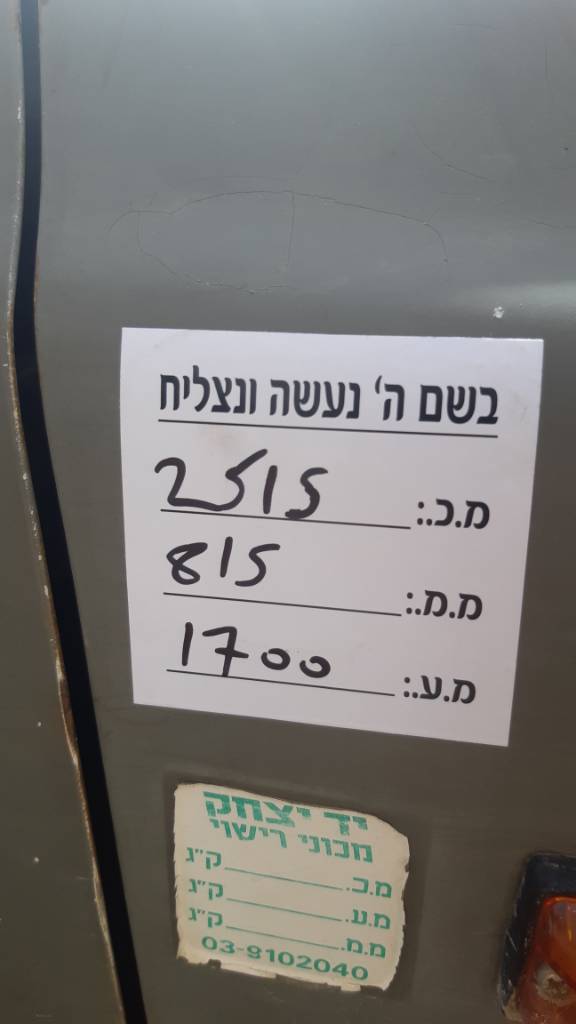 בשם ה' נעשה ונצליח
מ.כ.: 2515
מ.מ.: 815
מ.ע.: 1700
יד יצחק
מכוני רישוי
מ.כ. ק"ג
מ.ע. ק"ג
מ.מ. ק"ג
03-9102040